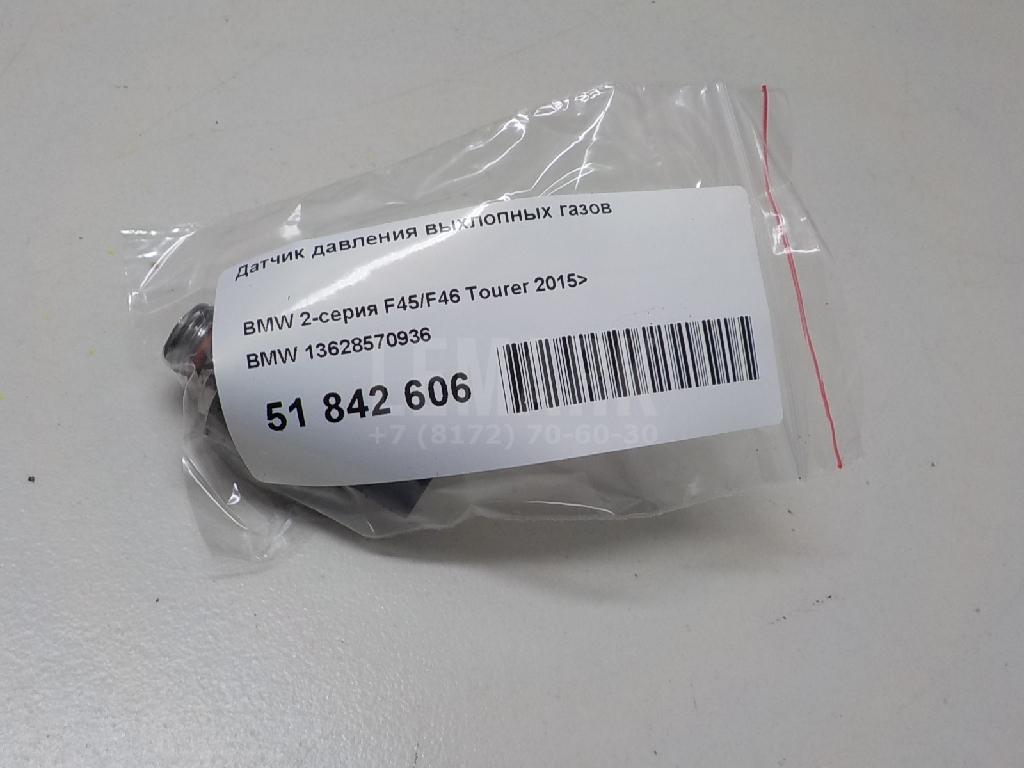 Датчик давления выхлопных газов
BMW 2-серия F45/F46 Tourer 2015>
BMW 13628570936
51 842 606
LEMARK
+7 (8172) 70-60-30